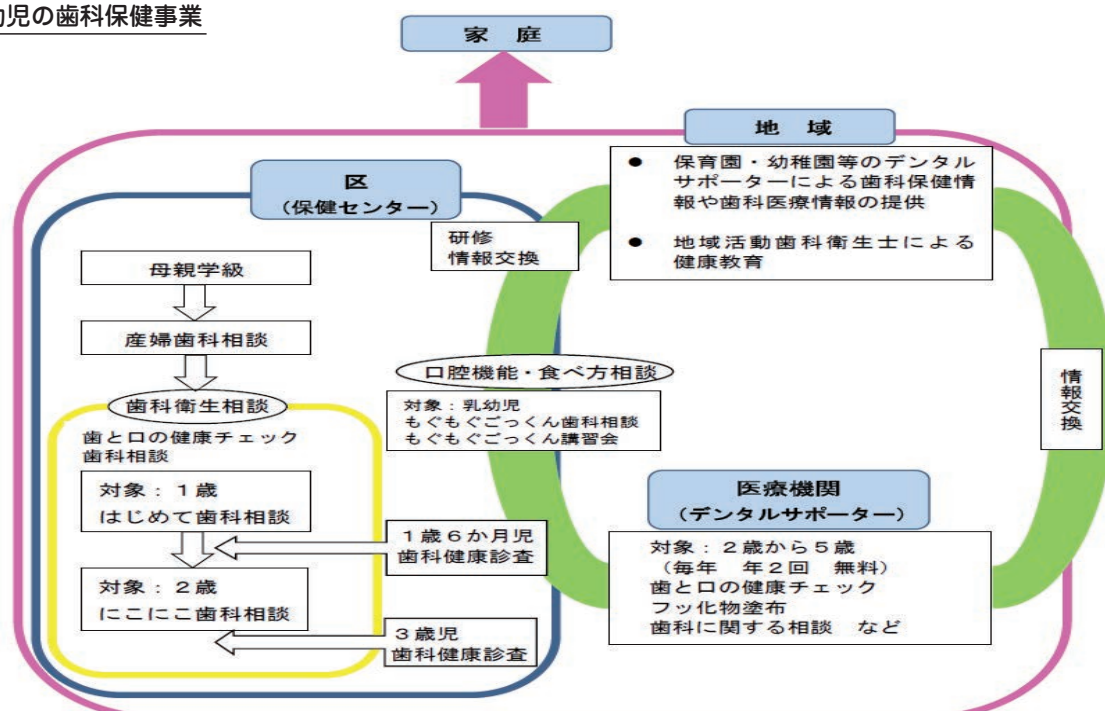 幼児の歯科保健事業
家 庭
地 域
● 保育園・幼稚園等のデンタル
サポーターによる歯科保健情
報や歯科医療情報の提供
● 地域活動歯科衛生士による
健康教育
区
（保健センター）
研修
情報交換
母親学級
産婦歯科相談
歯科衛生相談
歯と口の健康チェック
歯科相談
対象：１歳
はじめて歯科相談
１歳６か月児
歯科健康診査
対象：２歳
にこにこ歯科相談
３歳児
歯科健康診査
口腔機能・食べ方相談
対象：乳幼児
もぐもぐごっくん歯科相談
もぐもぐごっくん講習会
情報交換
医療機関
（デンタルサポーター）
対象：２歳から５歳
（毎年 年２回 無料）
歯と口の健康チェック
フッ化物塗布
歯科に関する相談 など